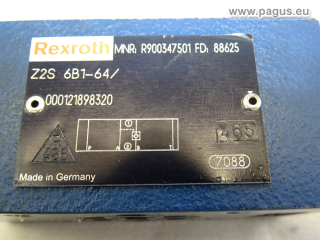 www.pagus.eu
Rexroth MNR: R900347501 FD: 88625
Z2S 6B1-64/
000121898320
P A B T
7088
Made in Germany